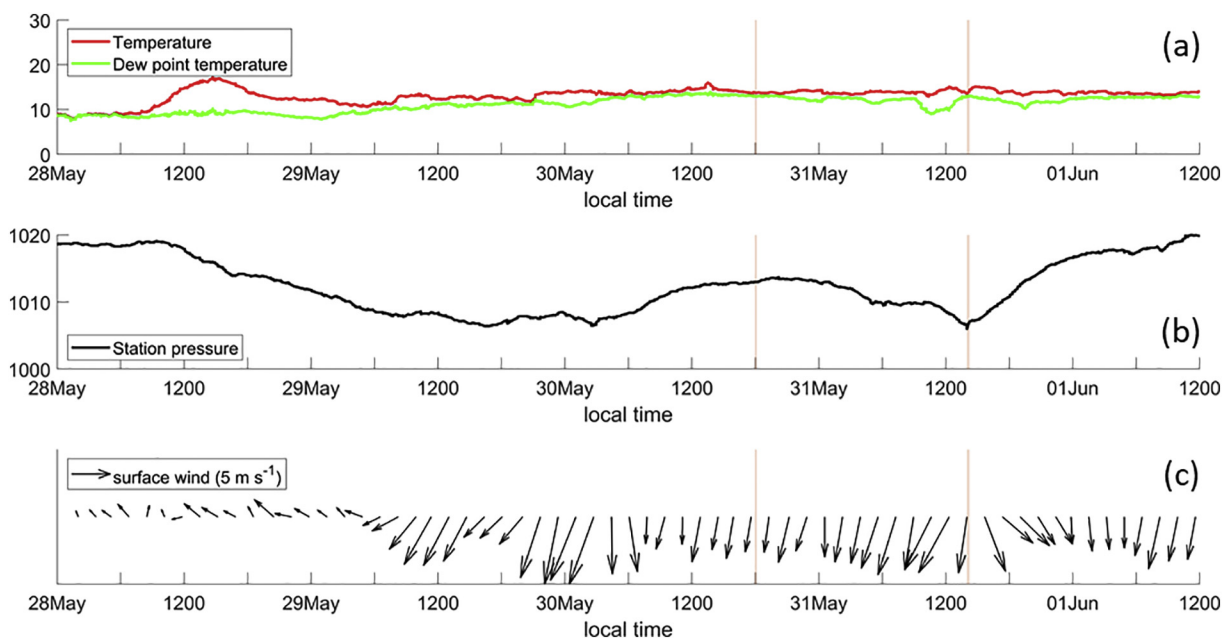 30
Temperature
Dew point temperature
(a)
20
10
0
28May 1200 29May 1200 30May 1200 31May 1200 01Jun 1200
local time
1020
1010
Station pressure
(b)
1000
28May 1200 29May 1200 30May 1200 31May 1200 01Jun 1200
local time
surface wind (5 m s⁻¹)
(c)
28May 1200 29May 1200 30May 1200 31May 1200 01Jun 1200
local time